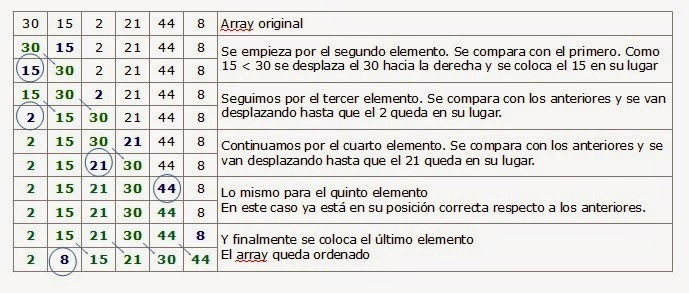 30 15 2 21 44 8 Array original
30 15 2 21 44 8
15 30 2 21 44 8
Se empieza por el segundo elemento. Se compara con el primero. Como
15 < 30 se desplaza el 30 hacia la derecha y se coloca el 15 en su lugar
15 30 2 21 44 8
2 15 30 21 44 8
Seguimos por el tercer elemento. Se compara con los anteriores y se van
desplazando hasta que el 2 queda en su lugar.
2 15 30 21 44 8
2 15 21 30 44 8
Continuamos por el cuarto elemento. Se compara con los anteriores y se
van desplazando hasta que el 21 queda en su lugar.
2 15 21 30 44 8
2 15 21 30 44 8
Lo mismo para el quinto elemento
En este caso ya está en su posición correcta respecto a los anteriores.
2 15 21 30 44 8
2 8 15 21 30 44
Y finalmente se coloca el último elemento
El array queda ordenado